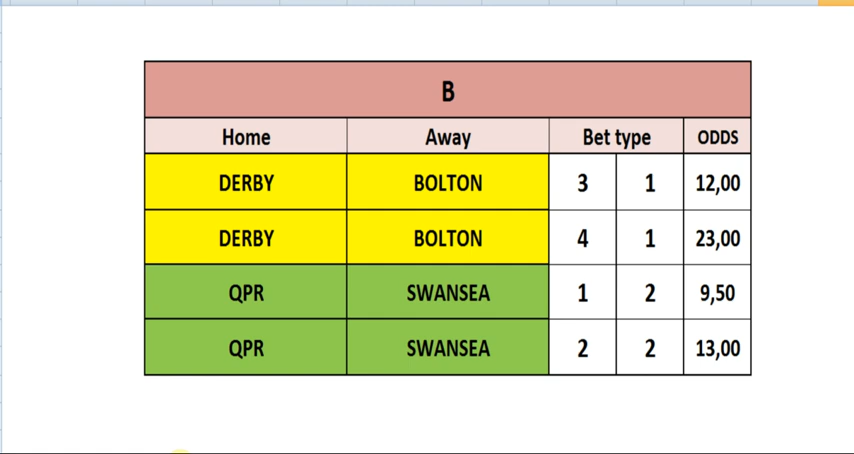 B
Home Away Bet type ODDS
DERBY BOLTON 3 1 12,00
DERBY BOLTON 4 1 23,00
QPR SWANSEA 1 2 9,50
QPR SWANSEA 2 2 13,00